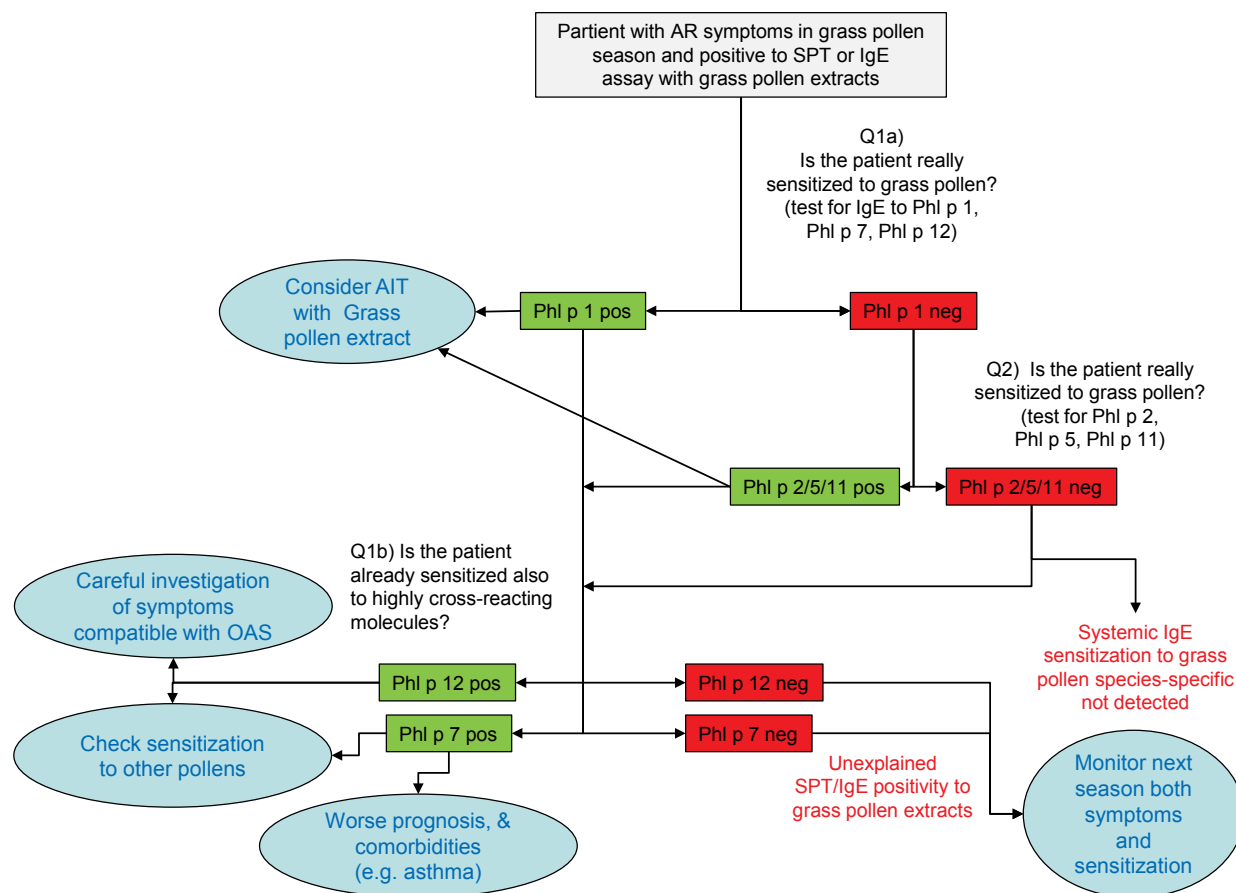 Partient with AR symptoms in grass pollen
season and positive to SPT or IgE
assay with grass pollen extracts
Q1a)
Is the patient really
sensitized to grass pollen?
(test for IgE to Phl p 1,
Phl p 7, Phl p 12)
Consider AIT
with Grass
pollen extract
Phl p 1 pos
Phl p 1 neg
Q2) Is the patient really
sensitized to grass pollen?
(test for Phl p 2,
Phl p 5, Phl p 11)
Phl p 2/5/11 pos
Phl p 2/5/11 neg
Q1b) Is the patient
already sensitized also
to highly cross-reacting
molecules?
Careful investigation
of symptoms
compatible with OAS
Systemic IgE
sensitization to grass
pollen species-specific
not detected
Phl p 12 pos
Phl p 12 neg
Check sensitization
to other pollens
Phl p 7 pos
Phl p 7 neg
Unexplained
SPT/IgE positivity to
grass pollen extracts
Monitor next
season both
symptoms
and
sensitization
Worse prognosis, &
comorbidities
(e.g. asthma)